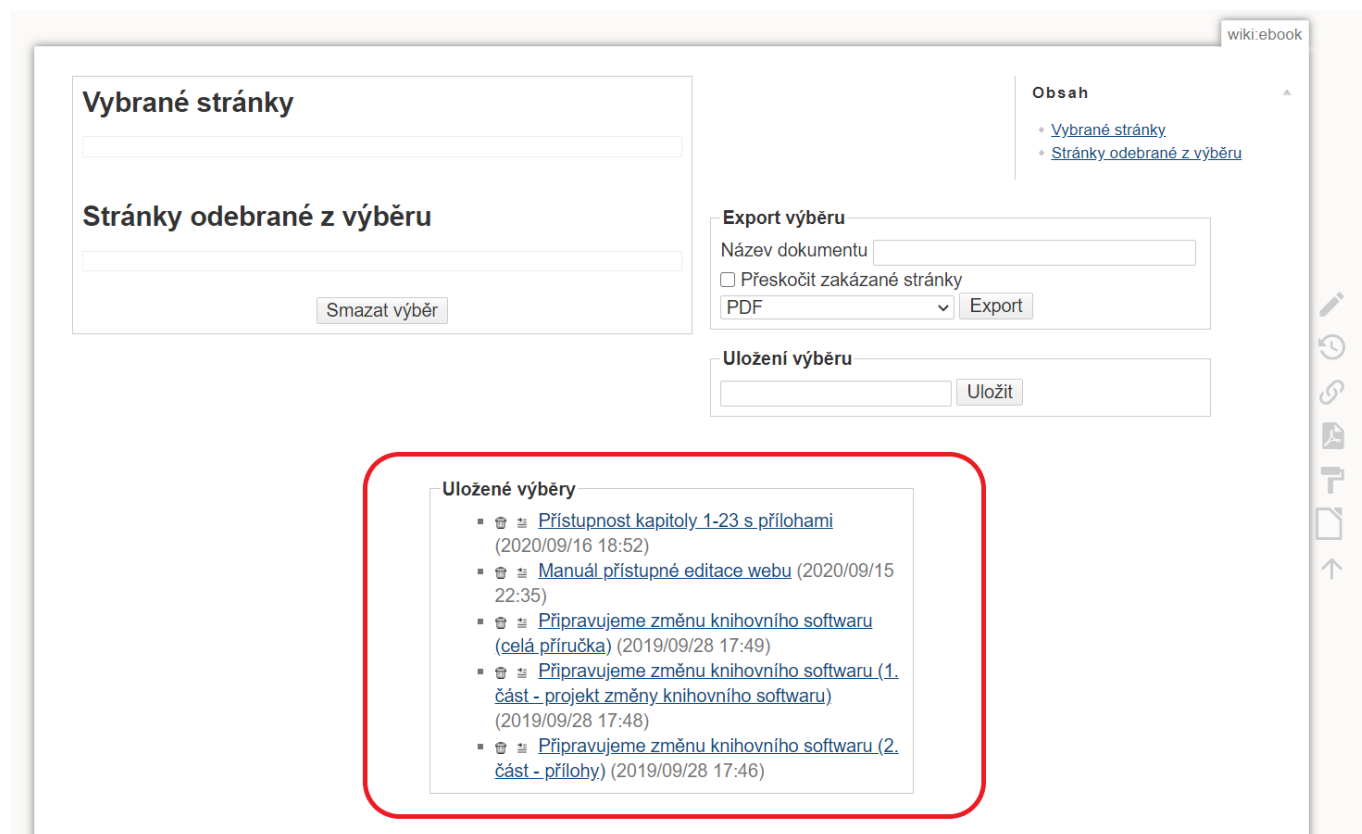 wiki:ebook
Vybrané stránky
Stránky odebrané z výběru
Smazat výběr
Obsah
Vybrané stránky
Stránky odebrané z výběru
Export výběru
Název dokumentu
Přeskočit zakázané stránky
PDF Export
Uložení výběru
Uložit
Uložené výběry
Přístupnost kapitoly 1-23 s přílohami
(2020/09/16 18:52)
Manuál přístupné editace webu (2020/09/15
22:35)
Připravujeme změnu knihovního softwaru
(celá příručka) (2019/09/28 17:49)
Připravujeme změnu knihovního softwaru (1.
část - projekt změny knihovního softwaru)
(2019/09/28 17:48)
Připravujeme změnu knihovního softwaru (2.
část - přílohy) (2019/09/28 17:46)